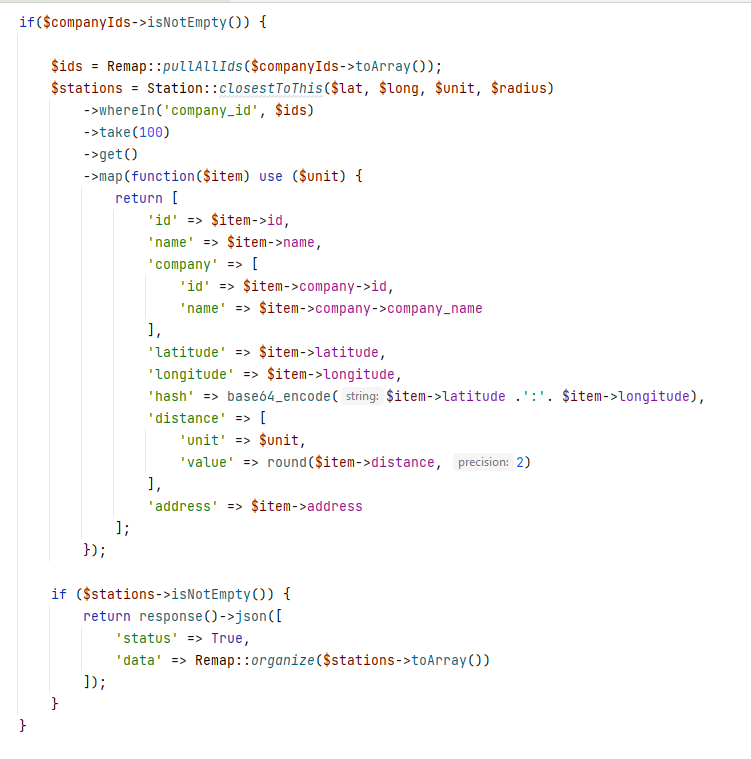 if($companyIds->isNotEmpty()) {
$ids = Remap::pullAllIds($companyIds->toArray());
$stations = Station::closestToThis($lat, $long, $unit, $radius)
->whereIn('company_id', $ids)
->take(100)
->get()
->map(function($item) use ($unit) {
return [
'id' => $item->id,
'name' => $item->name,
'company' => [
'id' => $item->company->id,
'name' => $item->company->company_name
],
'latitude' => $item->latitude,
'longitude' => $item->longitude,
'hash' => base64_encode( string: $item->latitude .':'. $item->longitude),
'distance' => [
'unit' => $unit,
'value' => round($item->distance, precision: 2)
],
'address' => $item->address
];
});
if ($stations->isNotEmpty()) {
return response()->json([
'status' => True,
'data' => Remap::organize($stations->toArray())
]);
}
}